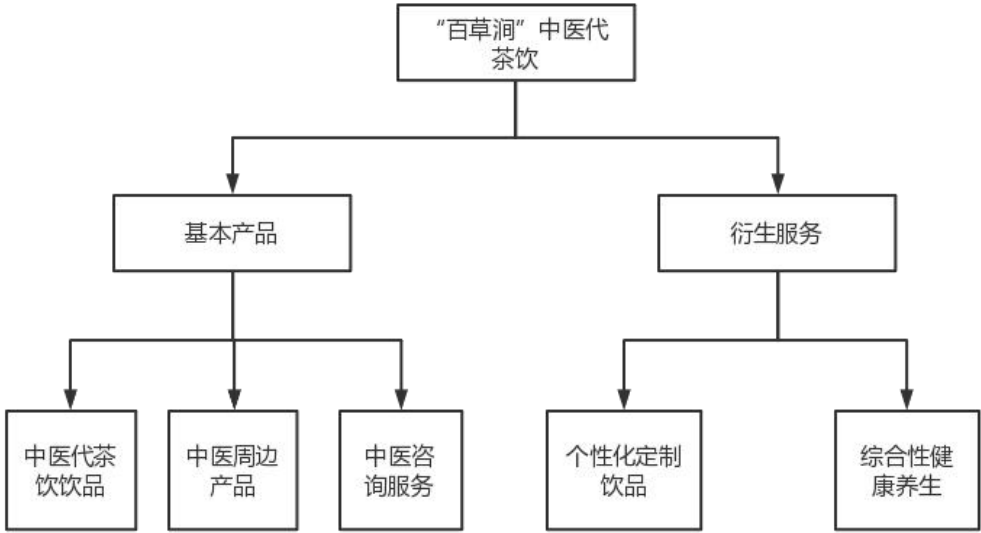 “百草涧”中医代
茶饮
基本产品
衍生服务
中医代茶
饮饮品
中医周边
产品
中医咨
询服务
个性化定制
饮品
综合性健
康养生